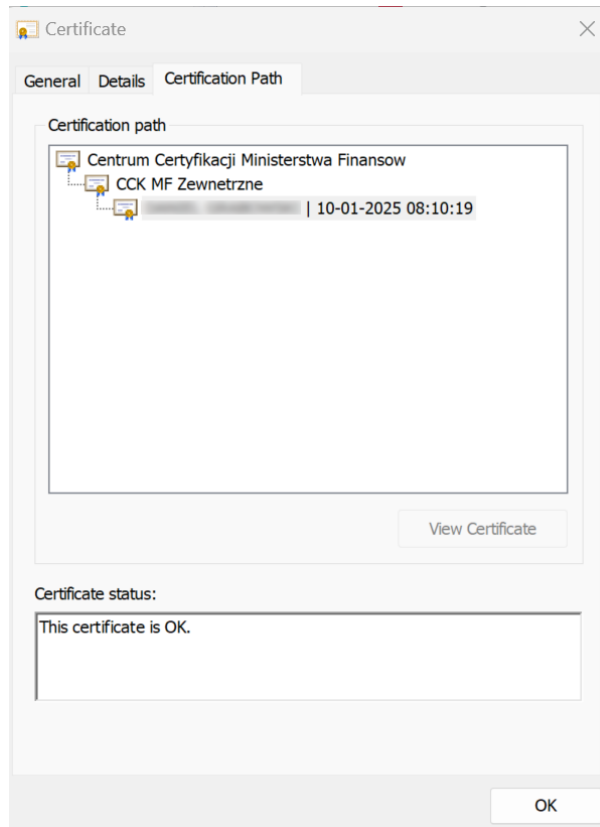 Certificate
General Details Certification Path
Certification path
Centrum Certyfikacji Ministerstwa Finansow
CCK MF Zewnetrzne
| 10-01-2025 08:10:19
View Certificate
Certificate status:
This certificate is OK.
OK